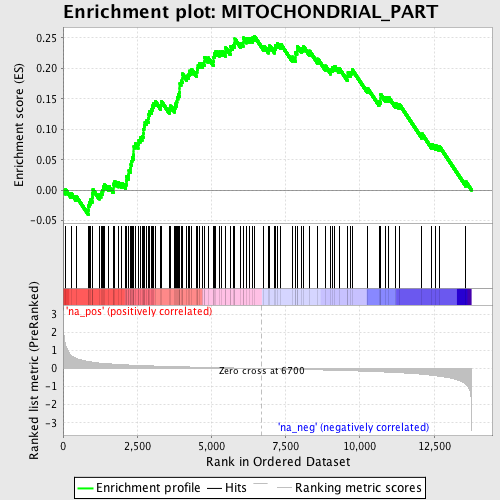 Enrichment plot: MITOCHONDRIAL_PART
Enrichment score (ES)
0.25
0.20
0.15
0.10
0.05
0.00
-0.05
'na_pos' (positively correlated)
Ranked list metric (PreRanked)
3
2
1
0
-1
-2
-3
Zero cross at 6700
'na_neg' (negatively correlated)
0
2,500
5,000
7,500
10,000
12,500
Rank in Ordered Dataset
Enrichment profile
Hits
Ranking metric scores